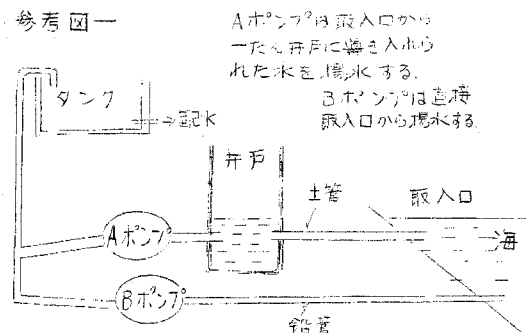 参考図一
Aポンプは取入口から
一たん井戸に導き入れら
れた水を揚水する。
Bポンプは直接
取入口から揚水する。
タンク
→配水
井戸
土管
取入口
Aポンプ
海
Bポンプ
鉛管